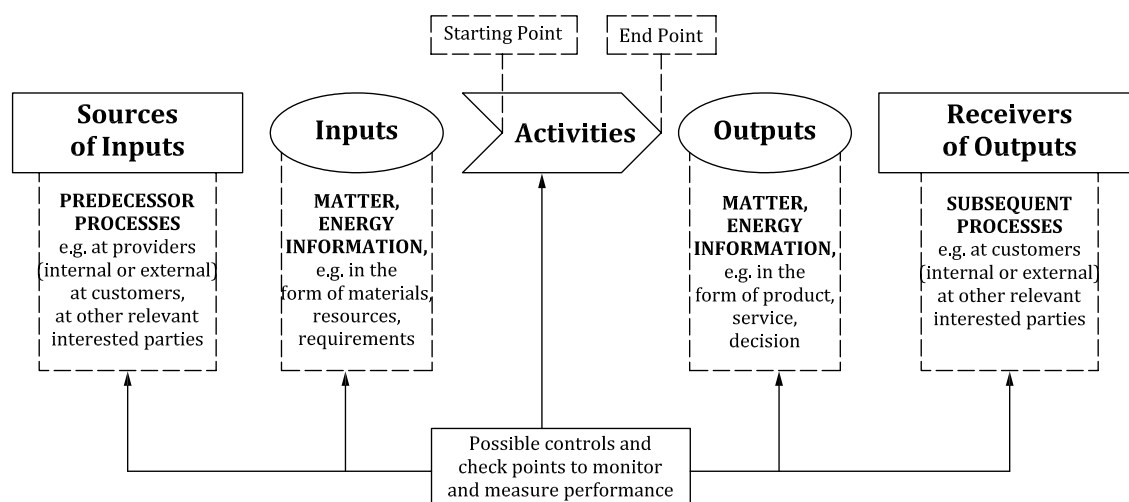 Starting Point
End Point
Sources
of Inputs
Inputs
Activities
Outputs
Receivers
of Outputs
PREDECESSOR
PROCESSES
e.g. at providers
(internal or external)
at customers,
at other relevant
interested parties
MATTER,
ENERGY
INFORMATION,
e.g. in the
form of materials,
resources,
requirements
MATTER,
ENERGY
INFORMATION,
e.g. in the
form of product,
service,
decision
SUBSEQUENT
PROCESSES
e.g. at customers
(internal or external)
at other relevant
interested parties
Possible controls and
check points to monitor
and measure performance